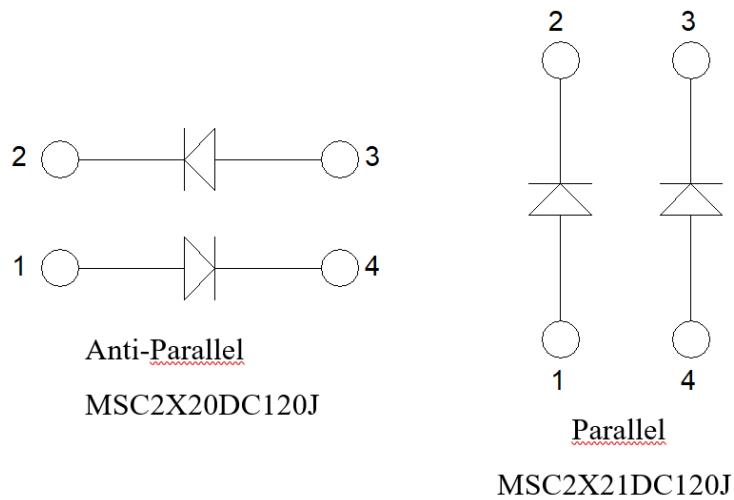 2
3
1
4
Anti-Parallel
MSC2X20DC120J
2
3
1
4
Parallel
MSC2X21DC120J